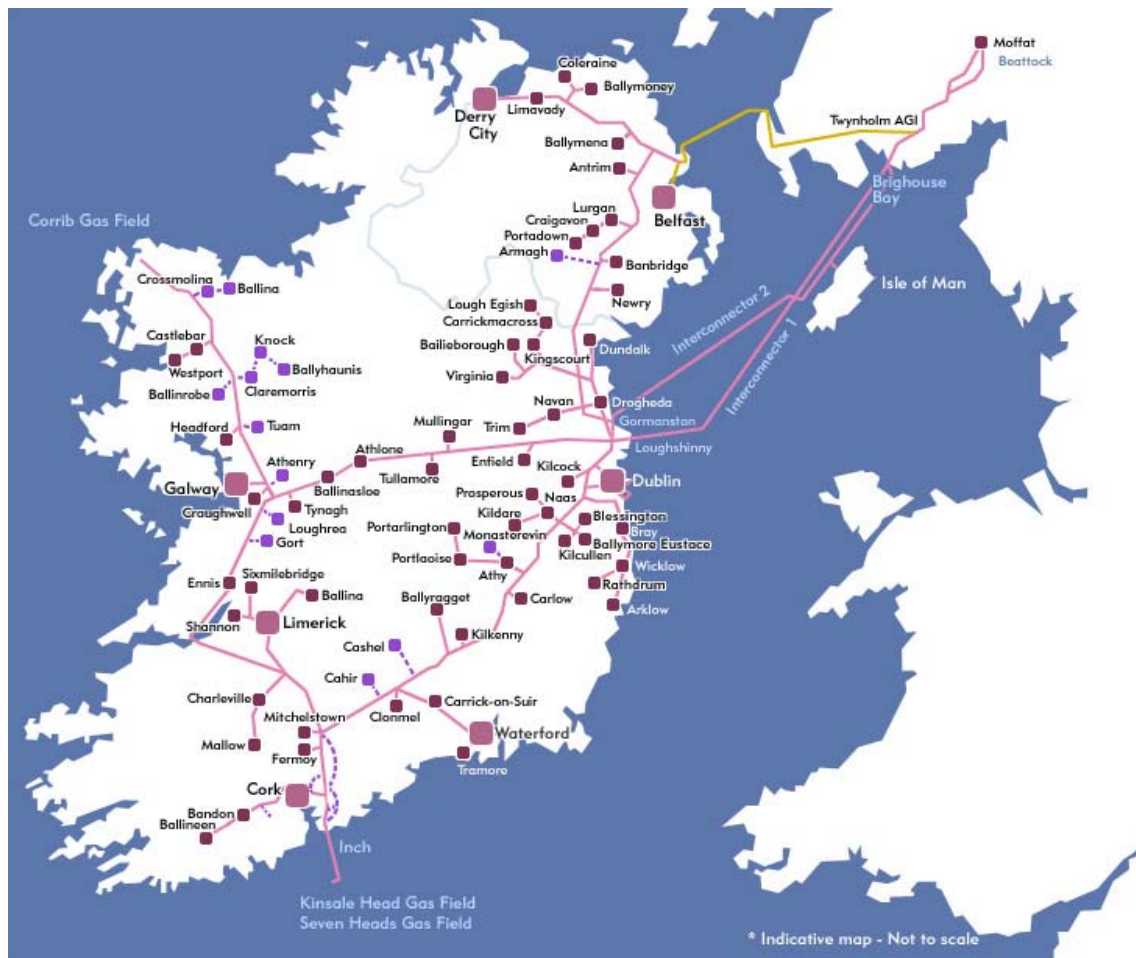 Moffat
Beattock
Coleraine
Ballymoney
Derry
City
Limavady
Twynholm AGI
Ballymena
Antrim
Brighouse
Bay
Lurgan
Belfast
Craigavon
Portadown
Armagh
Banbridge
Corrib Gas Field
Crossmolina
Ballina
Isle of Man
Newry
Lough Egish
Carrickmacross
Interconnector 2
Interconnector 1
Castlebar
Westport
Knock
Ballyhaunis
Claremorris
Ballinrobe
Bailieborough
Kingscourt
Dundalk
Virginia
Navan
Drogheda
Gormanston
Trim
Mullingar
Headford
Tuam
Loughshinny
Athlone
Tullamore
Enfield
Kilcock
Athenry
Galway
Ballinasloe
Dublin
Craughwell
Tynagh
Prosperous
Naas
Loughrea
Kildare
Blessington
Portarlington
Monasterevin
Bray
Gort
Ballymore Eustace
Kilcullen
Portlaoise
Athy
Wicklow
Ennis
Sixmilebridge
Rathdrum
Ballina
Ballyragget
Carlow
Arklow
Shannon
Limerick
Kilkenny
Cashel
Cahir
Charleville
Carrick-on-Suir
Mitchelstown
Clonmel
Waterford
Mallow
Fermoy
Tramore
Cork
Bandon
Ballineen
Inch
Kinsale Head Gas Field
Seven Heads Gas Field
* Indicative map - Not to scale